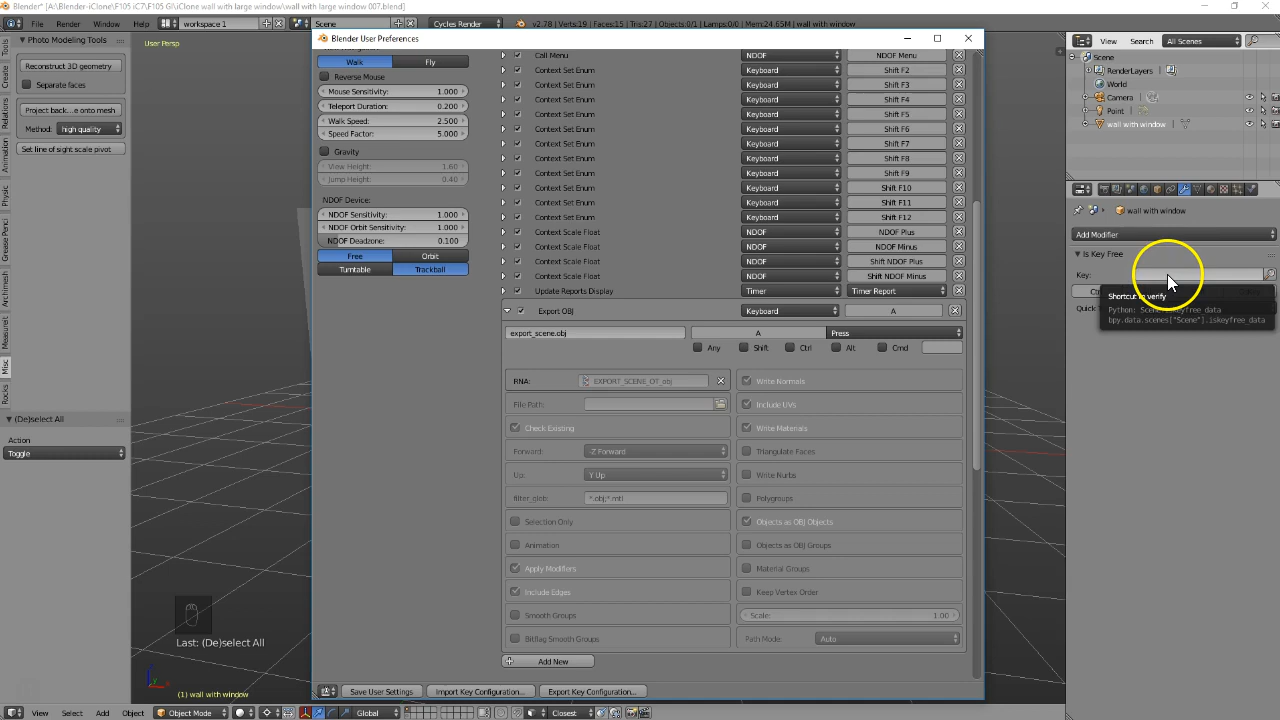 Blender* [A:\Blender-iClone\F105 iC7\F105 GI\iClone wall with large window\wall with large window 007.blend]
File Render Window Help workspace 1 Scene Cycles Render v2.78 | Verts:19 | Faces:15 | Tris:27 | Objects:0/1 | Lamps:0/0 | Mem:24.65M | wall with window
Photo Modeling Tools
Reconstruct 3D geometry
Separate faces
Project back...e onto mesh
Method: high quality
Set line of sight scale pivot
Tools
Create
Relations
Animation
Physic
Grease Penci
Archimes
Measures
Misc
Rocks
(De)select All
Action
Toggle
User Persp
Last: (De)select All
(1) wall with window
Blender User Preferences
Walk Fly
Reverse Mouse
Mouse Sensitivity: 1.000
Teleport Duration: 0.200
Walk Speed: 2.500
Speed Factor: 5.000
Gravity
View Height: 1.60
Jump Height: 0.40
NDOF Device:
NDOF Sensitivity: 1.000
NDOF Orbit Sensitivity: 1.000
NDOF Deadzone: 0.100
Free Orbit
Turntable Trackball
Call Menu NDOF NDOF Menu
Context Set Enum Keyboard Shift F2
Context Set Enum Keyboard Shift F3
Context Set Enum Keyboard Shift F4
Context Set Enum Keyboard Shift F5
Context Set Enum Keyboard Shift F6
Context Set Enum Keyboard Shift F7
Context Set Enum Keyboard Shift F8
Context Set Enum Keyboard Shift F9
Context Set Enum Keyboard Shift F10
Context Set Enum Keyboard Shift F11
Context Set Enum Keyboard Shift F12
Context Scale Float NDOF NDOF Plus
Context Scale Float NDOF NDOF Minus
Context Scale Float NDOF Shift NDOF Plus
Context Scale Float NDOF Shift NDOF Minus
Update Reports Display Timer Timer Report
Export OBJ Keyboard A
export_scene.obj A Press
Any Shift Ctrl Alt Cmd
RNA: EXPORT_SCENE_OT_obj Write Normals
File Path: Include UVs
Check Existing Write Materials
Forward: -Z Forward Triangulate Faces
Up: Y Up Write Nurbs
filter_glob: *.obj;*.mtl Polygroups
Selection Only Objects as OBJ Objects
Animation Objects as OBJ Groups
Apply Modifiers Material Groups
Include Edges Keep Vertex Order
Smooth Groups Scale: 1.00
Bitflag Smooth Groups Path Mode: Auto
Add New
Save User Settings Import Key Configuration... Export Key Configuration...
View Search All Scenes
Scene
RenderLayers
World
Camera
Point
wall with window
wall with window
Add Modifier
Is Key Free
Key:
Shortcut to verify
Quick
Python: Scene.iskeyfree_data
bpy.data.scenes["Scene"].iskeyfree_data
View Select Add Object Object Mode Global Closest